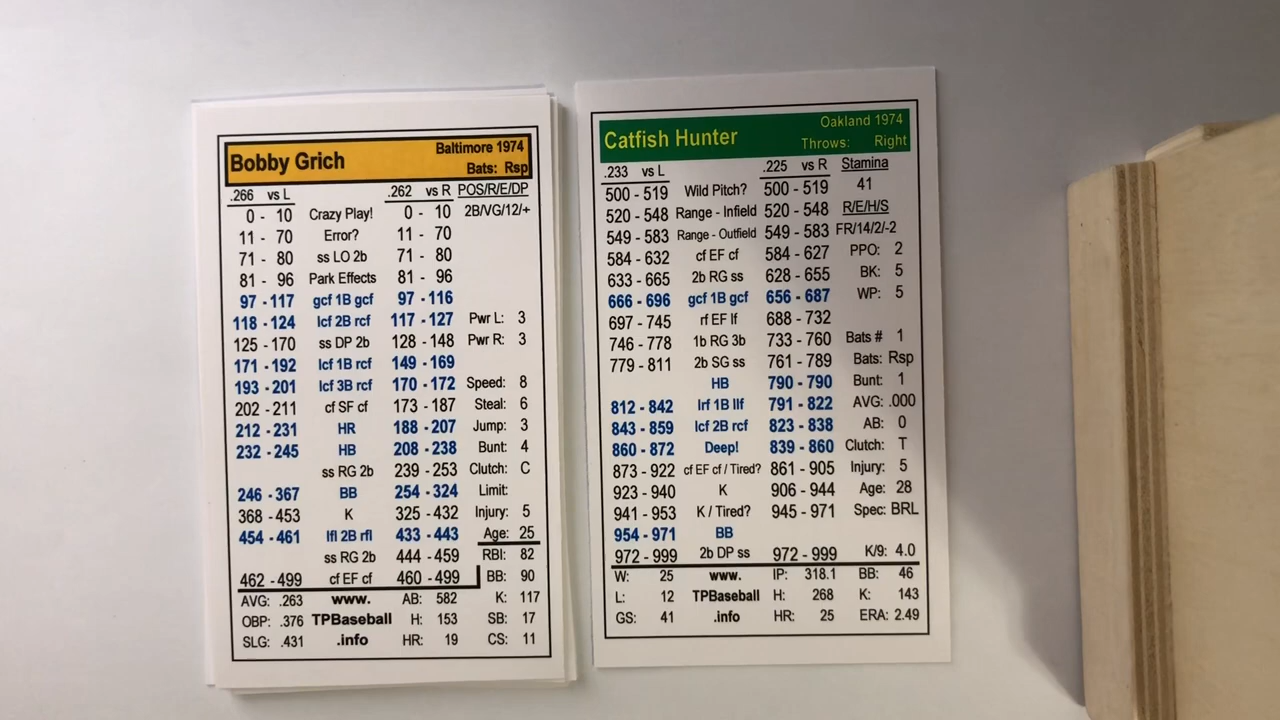 Bobby Grich
Baltimore 1974
Bats: Rsp
.266 vs L .262 vs R POS/R/E/DP
0 - 10 Crazy Play! 0 - 10 2B/VG/12/+
11 - 70 Error? 11 - 70
71 - 80 ss LO 2b 71 - 80
81 - 96 Park Effects 81 - 96
97 - 117 gcf 1B gcf 97 - 116
118 - 124 lcf 2B rcf 117 - 127 Pwr L: 3
125 - 170 ss DP 2b 128 - 148 Pwr R: 3
171 - 192 lcf 1B rcf 149 - 169
193 - 201 lcf 3B rcf 170 - 172 Speed: 8
202 - 211 cf SF cf 173 - 187 Steal: 6
212 - 231 HR 188 - 207 Jump: 3
232 - 245 HB 208 - 238 Bunt: 4
ss RG 2b 239 - 253 Clutch: C
246 - 367 BB 254 - 324 Limit:
368 - 453 K 325 - 432 Injury: 5
454 - 461 lfl 2B rfl 433 - 443 Age: 25
ss RG 2b 444 - 459 RBI: 82
462 - 499 cf EF cf 460 - 499 BB: 90
AVG: .263 www. AB: 582 K: 117
OBP: .376 TPBaseball H: 153 SB: 17
SLG: .431 .info HR: 19 CS: 11
Catfish Hunter
Oakland 1974
Throws: Right
.233 vs L .225 vs R Stamina
500 - 519 Wild Pitch? 500 - 519 41
520 - 548 Range - Infield 520 - 548 R/E/H/S
549 - 583 Range - Outfield 549 - 583 FR/14/2/-2
584 - 632 cf EF cf 584 - 627 PPO: 2
633 - 665 2b RG ss 628 - 655 BK: 5
666 - 696 gcf 1B gcf 656 - 687 WP: 5
697 - 745 rf EF lf 688 - 732
746 - 778 1b RG 3b 733 - 760 Bats # 1
779 - 811 2b SG ss 761 - 789 Bats: Rsp
HB 790 - 790 Bunt: 1
812 - 842 lrf 1B llf 791 - 822 AVG: .000
843 - 859 lcf 2B rcf 823 - 838 AB: 0
860 - 872 Deep! 839 - 860 Clutch: T
873 - 922 cf EF cf / Tired? 861 - 905 Injury: 5
923 - 940 K 906 - 944 Age: 28
941 - 953 K / Tired? 945 - 971 Spec: BRL
954 - 971 BB
972 - 999 2b DP ss 972 - 999 K/9: 4.0
W: 25 www. IP: 318.1 BB: 46
L: 12 TPBaseball H: 268 K: 143
GS: 41 .info HR: 25 ERA: 2.49